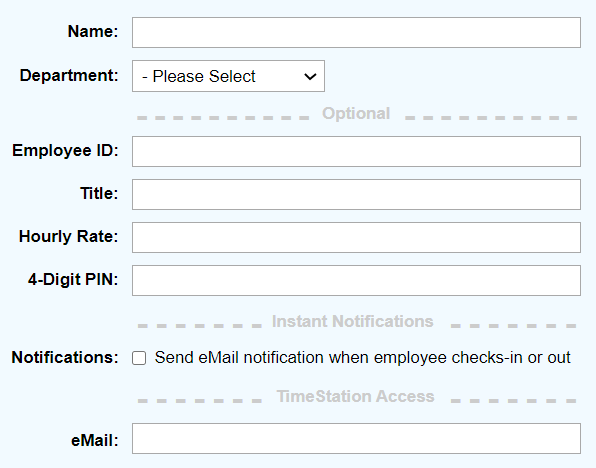 Name:
Department: - Please Select
Optional
Employee ID:
Title:
Hourly Rate:
4-Digit PIN:
Instant Notifications
Notifications: Send eMail notification when employee checks-in or out
TimeStation Access
eMail: